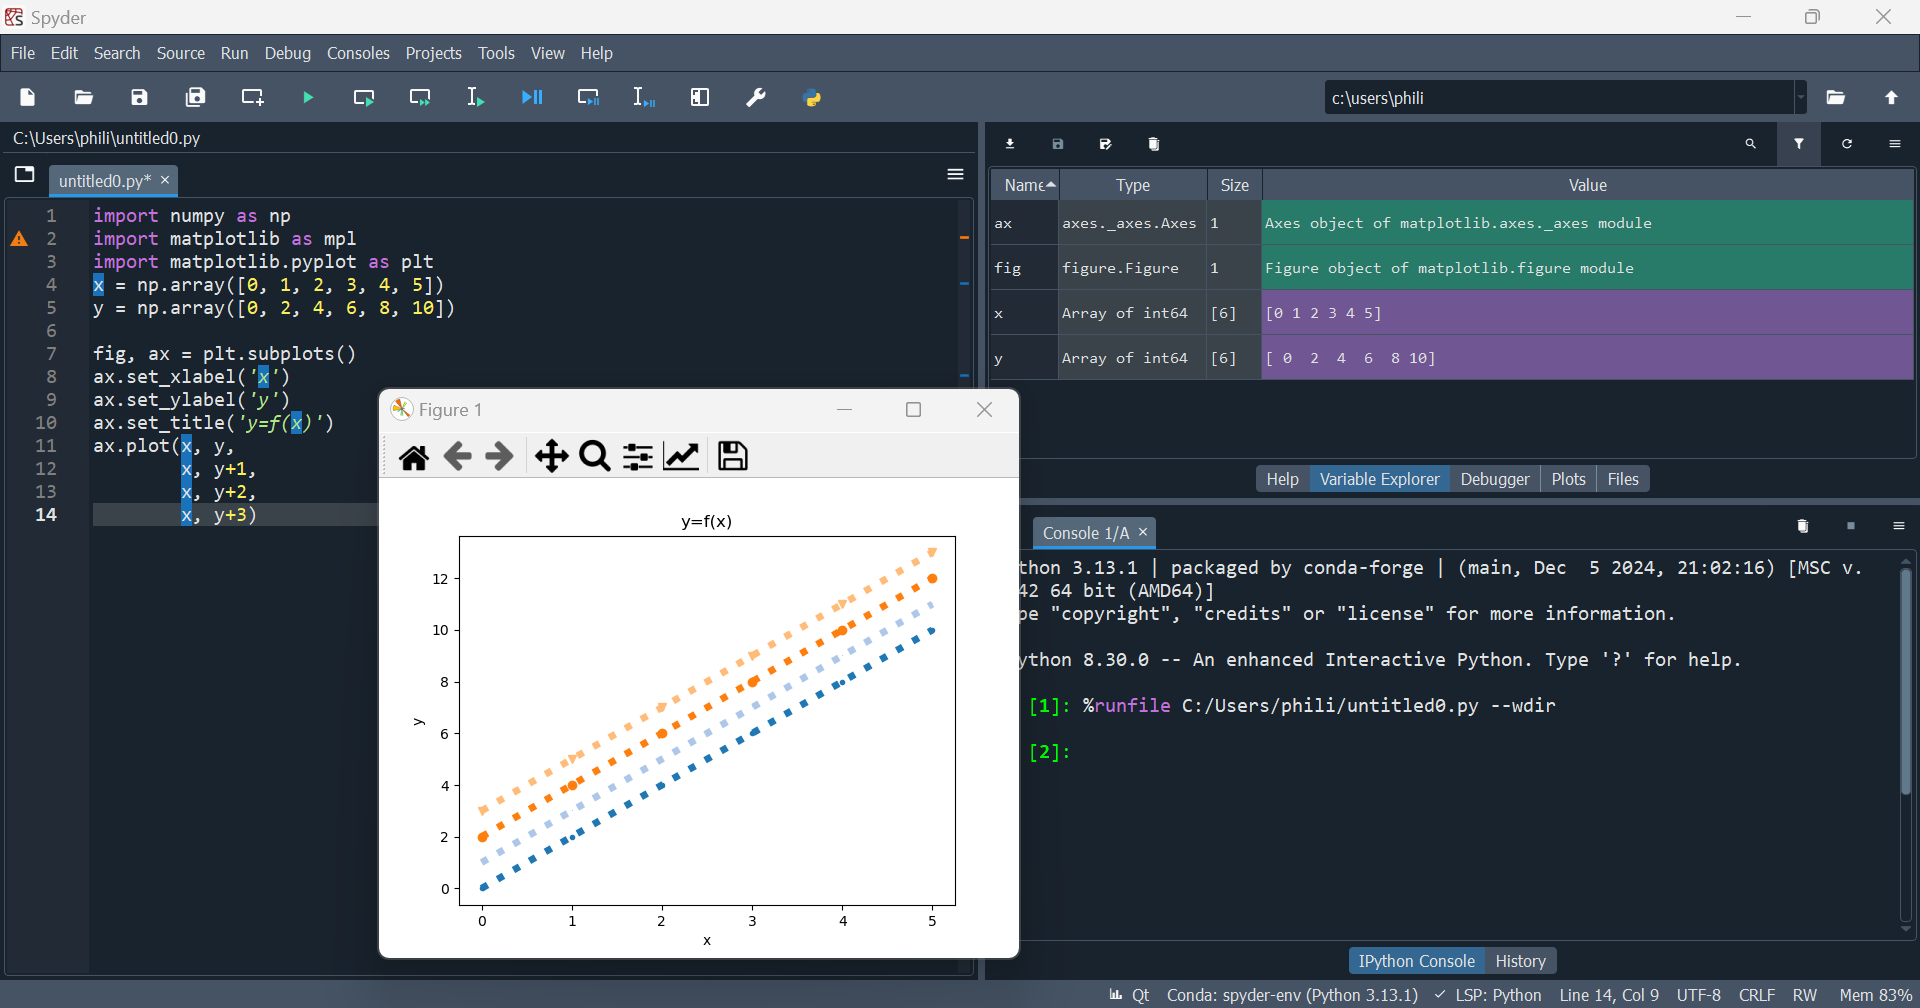 Spyder
File Edit Search Source Run Debug Consoles Projects Tools View Help
c:\users\phili
C:\Users\phili\untitled0.py
untitled0.py*
1 import numpy as np
2 import matplotlib as mpl
3 import matplotlib.pyplot as plt
4 x = np.array([0, 1, 2, 3, 4, 5])
5 y = np.array([0, 2, 4, 6, 8, 10])
6
7 fig, ax = plt.subplots()
8 ax.set_xlabel('x')
9 ax.set_ylabel('y')
10 ax.set_title('y=f(x)')
11 ax.plot(x, y,
12 x, y+1,
13 x, y+2,
14 x, y+3)
Name Type Size Value
ax axes._axes.Axes 1 Axes object of matplotlib.axes._axes module
fig figure.Figure 1 Figure object of matplotlib.figure module
x Array of int64 [6] [0 1 2 3 4 5]
y Array of int64 [6] [ 0 2 4 6 8 10]
Help Variable Explorer Debugger Plots Files
Figure 1
y=f(x)
12
10
8
6
4
2
0
y
0 1 2 3 4 5
x
Console 1/A
thon 3.13.1 | packaged by conda-forge | (main, Dec 5 2024, 21:02:16) [MSC v.
42 64 bit (AMD64)]
pe "copyright", "credits" or "license" for more information.
ython 8.30.0 -- An enhanced Interactive Python. Type '?' for help.
[1]: %runfile C:/Users/phili/untitled0.py --wdir
[2]:
IPython Console History
Qt Conda: spyder-env (Python 3.13.1) ✓ LSP: Python Line 14, Col 9 UTF-8 CRLF RW Mem 83%